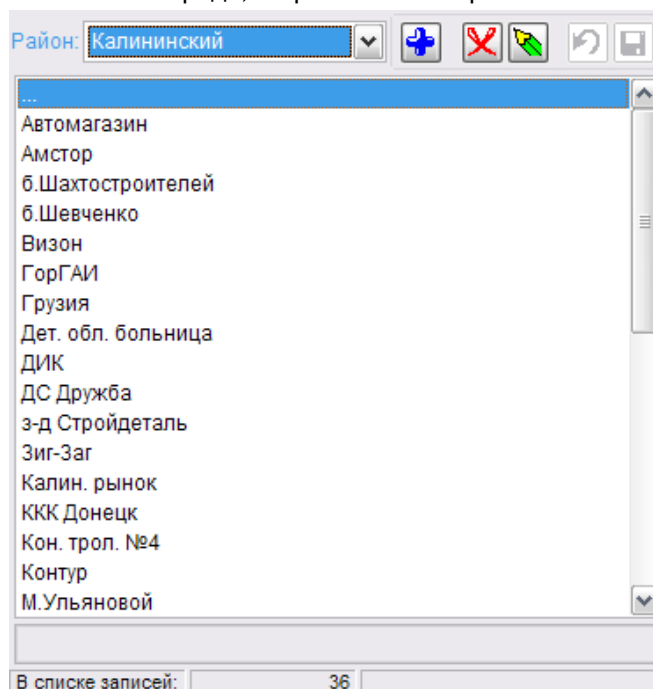 Район: Калининский
...
Автомагазин
Амстор
б.Шахтостроителей
б.Шевченко
Визон
ГорГАИ
Грузия
Дет. обл. больница
ДИК
ДС Дружба
з-д Стройдеталь
Зиг-Заг
Калин. рынок
ККК Донецк
Кон. трол. №4
Контур
М.Ульяновой
В списке записей: 36